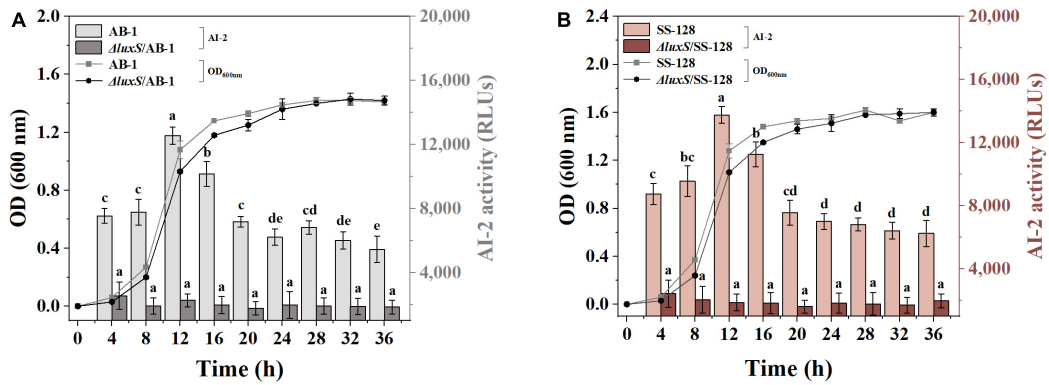 A
OD (600 nm)
2.0
1.6
1.2
0.8
0.4
0.0
AB-1
ΔluxS/AB-1
AI-2
AB-1
ΔluxS/AB-1
OD600nm
c c a b c de cd de e
a a a a a a a a a
0 4 8 12 16 20 24 28 32 36
Time (h)
20,000
16,000
12,000
8,000
4,000
AI-2 activity (RLUs)
B
OD (600 nm)
2.4
2.0
1.6
1.2
0.8
0.4
0.0
SS-128
ΔluxS/SS-128
AI-2
SS-128
ΔluxS/SS-128
OD600nm
c bc a b cd d d d d
a a a a a a a a a
0 4 8 12 16 20 24 28 32 36
Time (h)
20,000
16,000
12,000
8,000
4,000
AI-2 activity (RLUs)